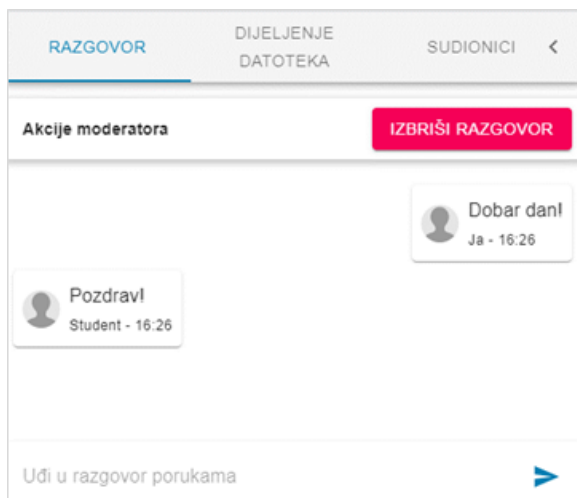 RAZGOVOR
DIJELJENJE
DATOTEKA
SUDIONICI
Akcije moderatora
IZBRIŠI RAZGOVOR
Dobar dan!
Ja - 16:26
Pozdrav!
Student - 16:26
Uđi u razgovor porukama